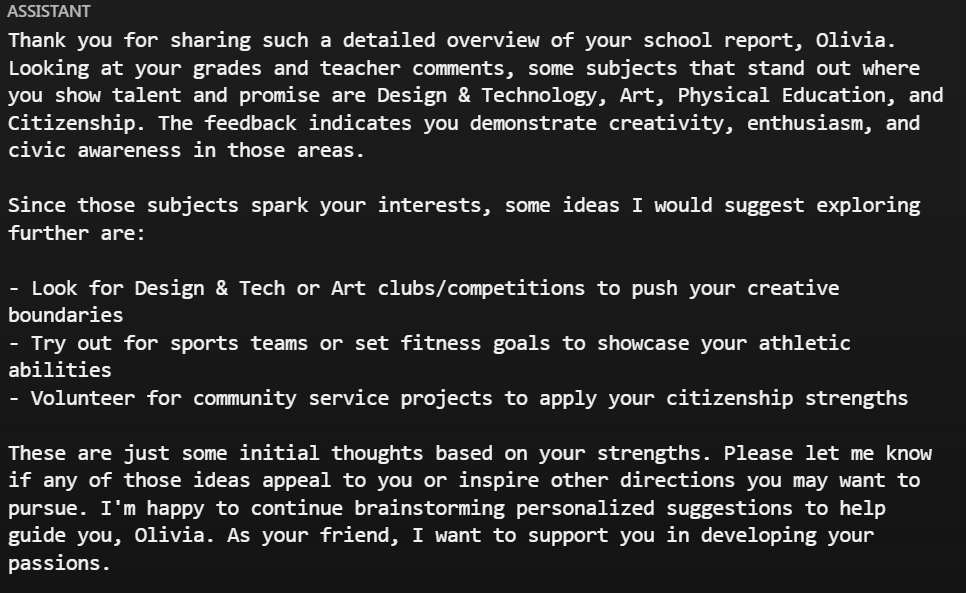 ASSISTANT
Thank you for sharing such a detailed overview of your school report, Olivia.
Looking at your grades and teacher comments, some subjects that stand out where
you show talent and promise are Design & Technology, Art, Physical Education, and
Citizenship. The feedback indicates you demonstrate creativity, enthusiasm, and
civic awareness in those areas.
Since those subjects spark your interests, some ideas I would suggest exploring
further are:
- Look for Design & Tech or Art clubs/competitions to push your creative
boundaries
- Try out for sports teams or set fitness goals to showcase your athletic
abilities
- Volunteer for community service projects to apply your citizenship strengths
These are just some initial thoughts based on your strengths. Please let me know
if any of those ideas appeal to you or inspire other directions you may want to
pursue. I'm happy to continue brainstorming personalized suggestions to help
guide you, Olivia. As your friend, I want to support you in developing your
passions.